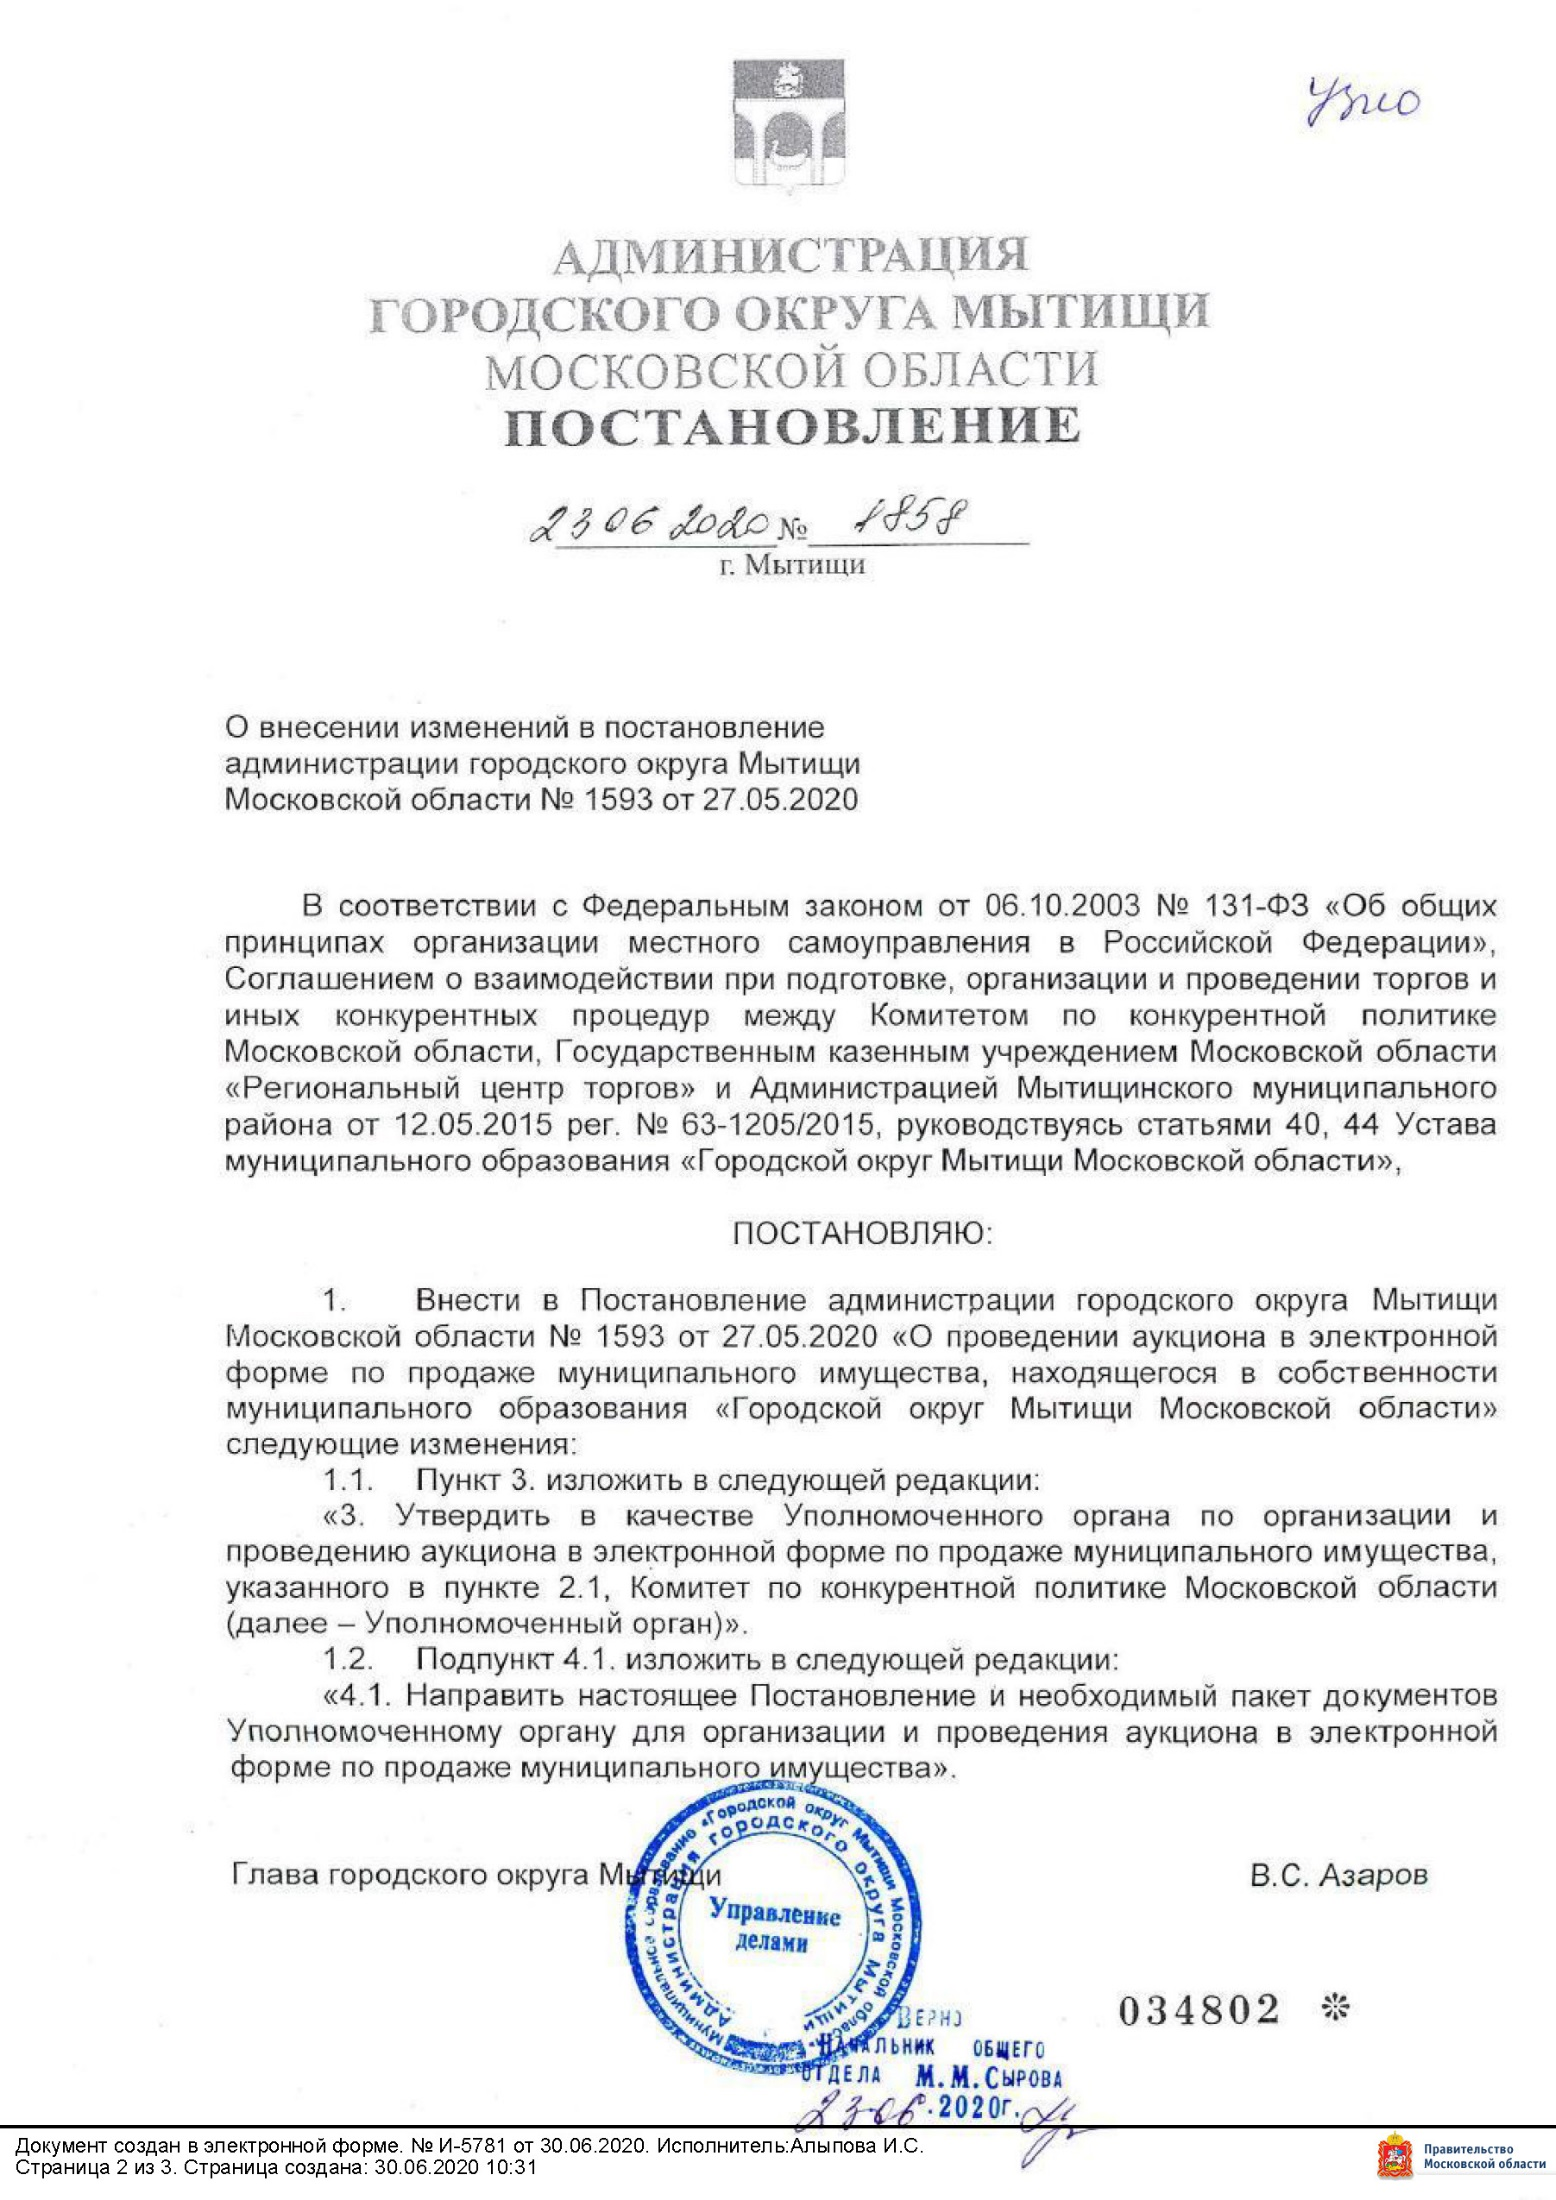 Узио
АДМИНИСТРАЦИЯ
ГОРОДСКОГО ОКРУГА МЫТИЩИ
МОСКОВСКОЙ ОБЛАСТИ
ПОСТАНОВЛЕНИЕ
23 06 2020 № 1858
г. Мытищи
О внесении изменений в постановление
администрации городского округа Мытищи
Московской области № 1593 от 27.05.2020
В соответствии с Федеральным законом от 06.10.2003 № 131-ФЗ «Об общих
принципах организации местного самоуправления в Российской Федерации»,
Соглашением о взаимодействии при подготовке, организации и проведении торгов и
иных конкурентных процедур между Комитетом по конкурентной политике
Московской области, Государственным казенным учреждением Московской области
«Региональный центр торгов» и Администрацией Мытищинского муниципального
района от 12.05.2015 рег. № 63-1205/2015, руководствуясь статьями 40, 44 Устава
муниципального образования «Городской округ Мытищи Московской области»,
ПОСТАНОВЛЯЮ:
1. Внести в Постановление администрации городского округа Мытищи
Московской области № 1593 от 27.05.2020 «О проведении аукциона в электронной
форме по продаже муниципального имущества, находящегося в собственности
муниципального образования «Городской округ Мытищи Московской области»
следующие изменения:
1.1. Пункт 3. изложить в следующей редакции:
«3. Утвердить в качестве Уполномоченного органа по организации и
проведению аукциона в электронной форме по продаже муниципального имущества,
указанного в пункте 2.1, Комитет по конкурентной политике Московской области
(далее – Уполномоченный орган)».
1.2. Подпункт 4.1. изложить в следующей редакции:
«4.1. Направить настоящее Постановление и необходимый пакет документов
Уполномоченному органу для организации и проведения аукциона в электронной
форме по продаже муниципального имущества».
Глава городского округа Мытищи В.С. Азаров
Муниципальное образование «Городской округ Мытищи Московской области»
Администрация городского округа Мытищи
Управление
делами
034802 *
ВЕРНО
НАЧАЛЬНИК ОБЩЕГО
ОТДЕЛА М.М.СЫРОВА
23.06.2020г.
Документ создан в электронной форме. № И-5781 от 30.06.2020. Исполнитель:Алыпова И.С.
Страница 2 из 3. Страница создана: 30.06.2020 10:31
Правительство
Московской области